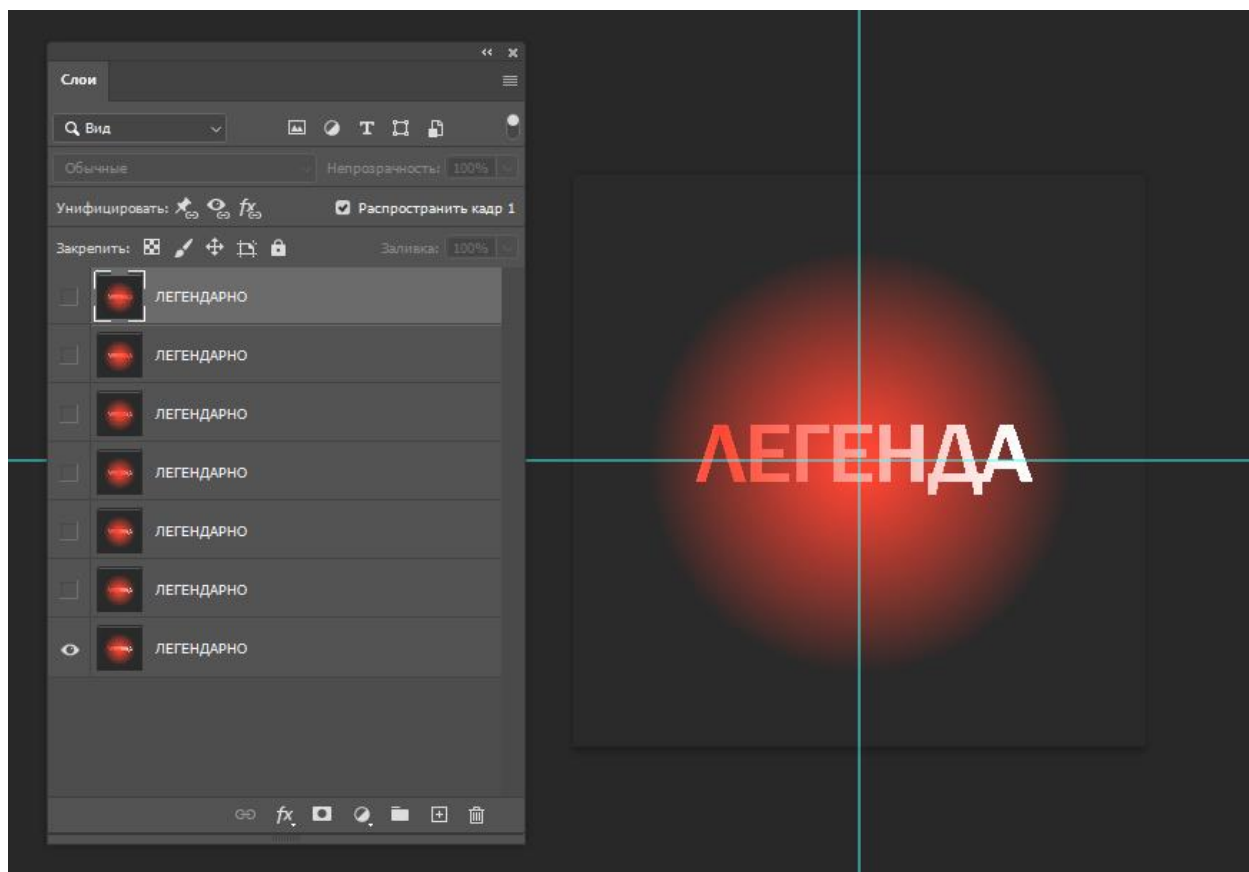 Слои
Вид
Обычные Непрозрачность: 100%
Унифицировать: Распространить кадр 1
Закрепить: Заливка: 100%
ЛЕГЕНДАРНО
ЛЕГЕНДАРНО
ЛЕГЕНДАРНО
ЛЕГЕНДАРНО
ЛЕГЕНДАРНО
ЛЕГЕНДАРНО
ЛЕГЕНДАРНО
ЛЕГЕНДА